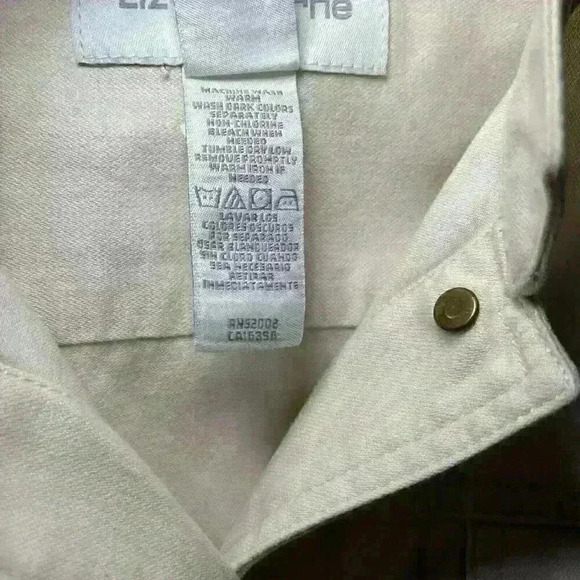 MACHINE WASH
WARM
WASH DARK COLORS
SEPARATELY
NON-CHLORINE
BLEACH WHEN
NEEDED
TUMBLE DRY LOW
REMOVE PROMPTLY
WARM IRON IF
NEEDED
LAVAR LOS
COLORES OSCUROS
POR SEPARADO
USAR BLANQUEADOR
SIN CLORO CUANDO
SEA NECESARIO
RETIRAR
INMEDIATAMENTE
RN52002
CA16356